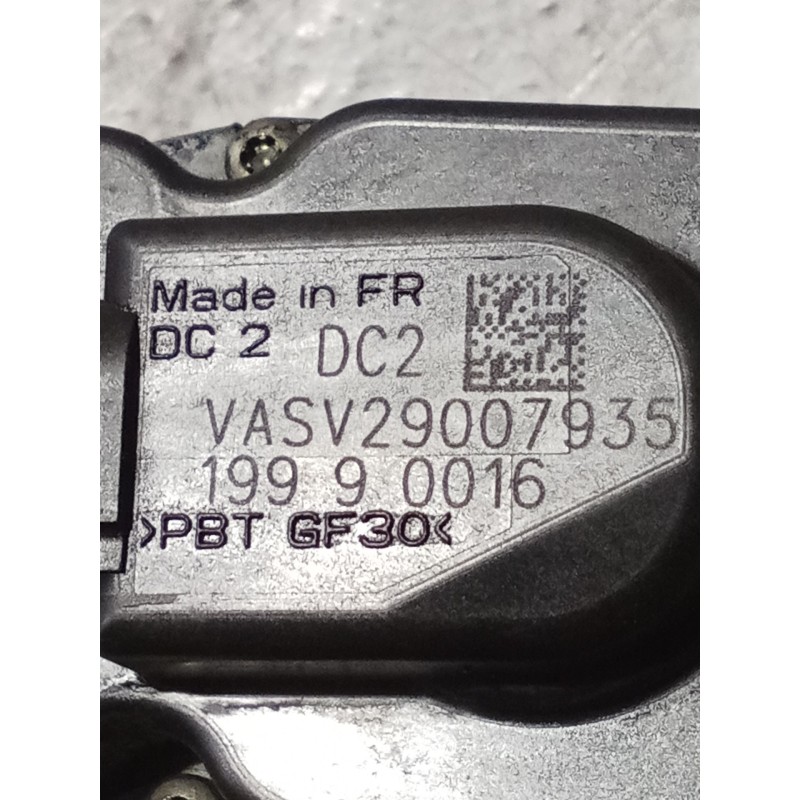 Made in FR
DC 2 DC2
VASV29007935
199 9 0016
>PBT GF30<